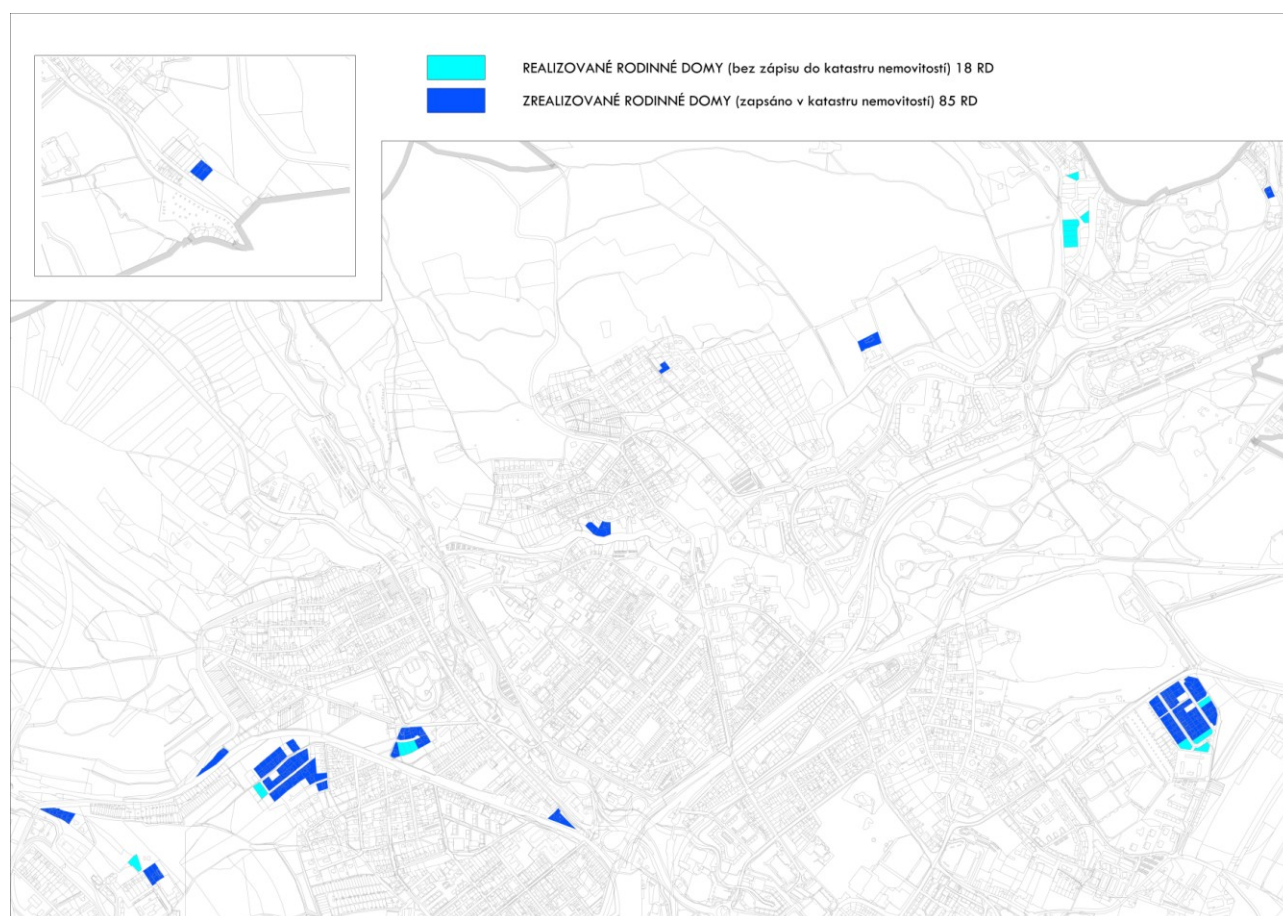 REALIZOVANÉ RODINNÉ DOMY (bez zápisu do katastru nemovitostí) 18 RD
ZREALIZOVANÉ RODINNÉ DOMY (zapsáno v katastru nemovitostí) 85 RD